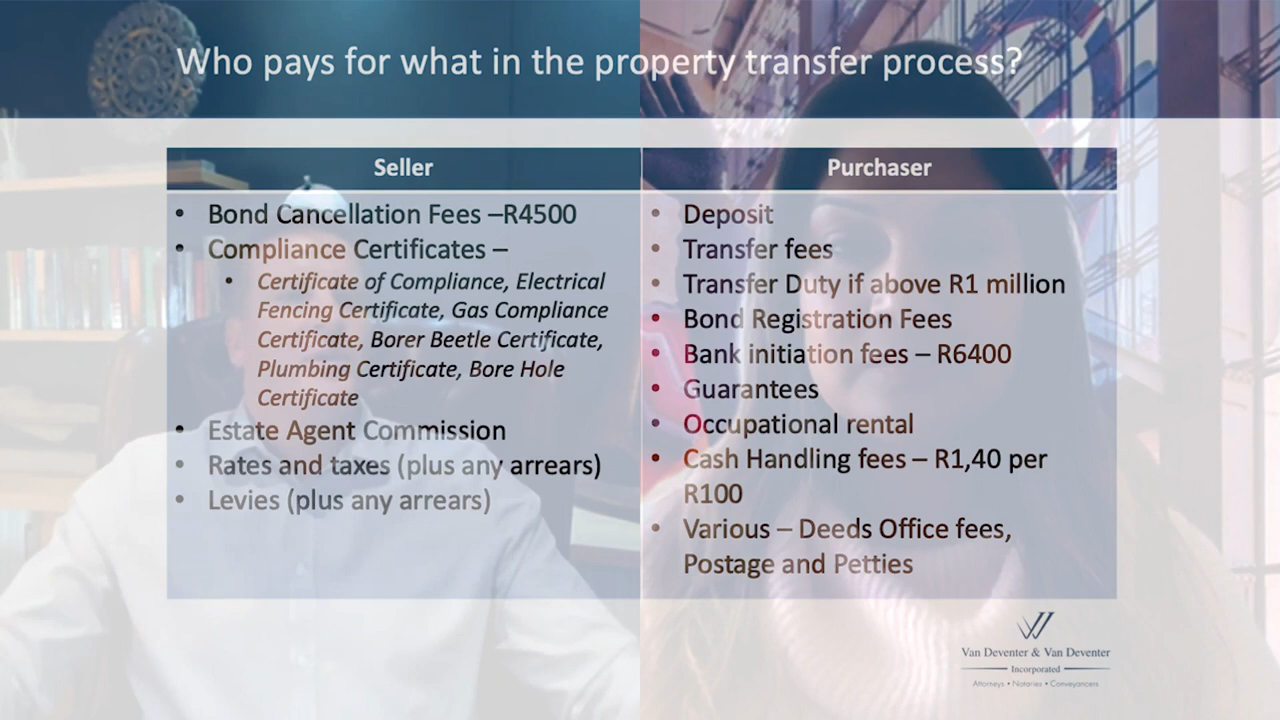 Who pays for what in the property transfer process?
Seller
• Bond Cancellation Fees –R4500
• Compliance Certificates –
• Certificate of Compliance, Electrical
Fencing Certificate, Gas Compliance
Certificate, Borer Beetle Certificate,
Plumbing Certificate, Bore Hole
Certificate
• Estate Agent Commission
• Rates and taxes (plus any arrears)
• Levies (plus any arrears)
Purchaser
• Deposit
• Transfer fees
• Transfer Duty if above R1 million
• Bond Registration Fees
• Bank initiation fees – R6400
• Guarantees
• Occupational rental
• Cash Handling fees – R1,40 per
R100
• Various – Deeds Office fees,
Postage and Petties
Van Deventer & Van Deventer
Incorporated
Attorneys • Notaries • Conveyancers